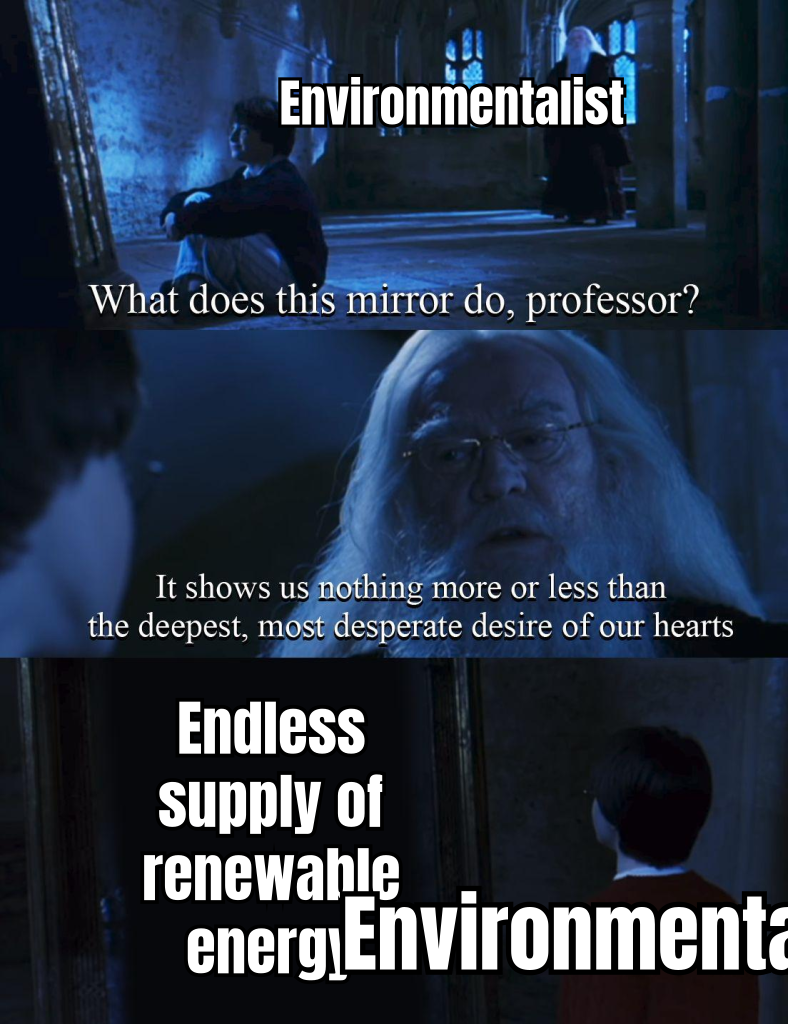 Environmentalist
What does this mirror do, professor?
It shows us nothing more or less than
the deepest, most desperate desire of our hearts
Endless
supply of
renewable
energy
Environmenta